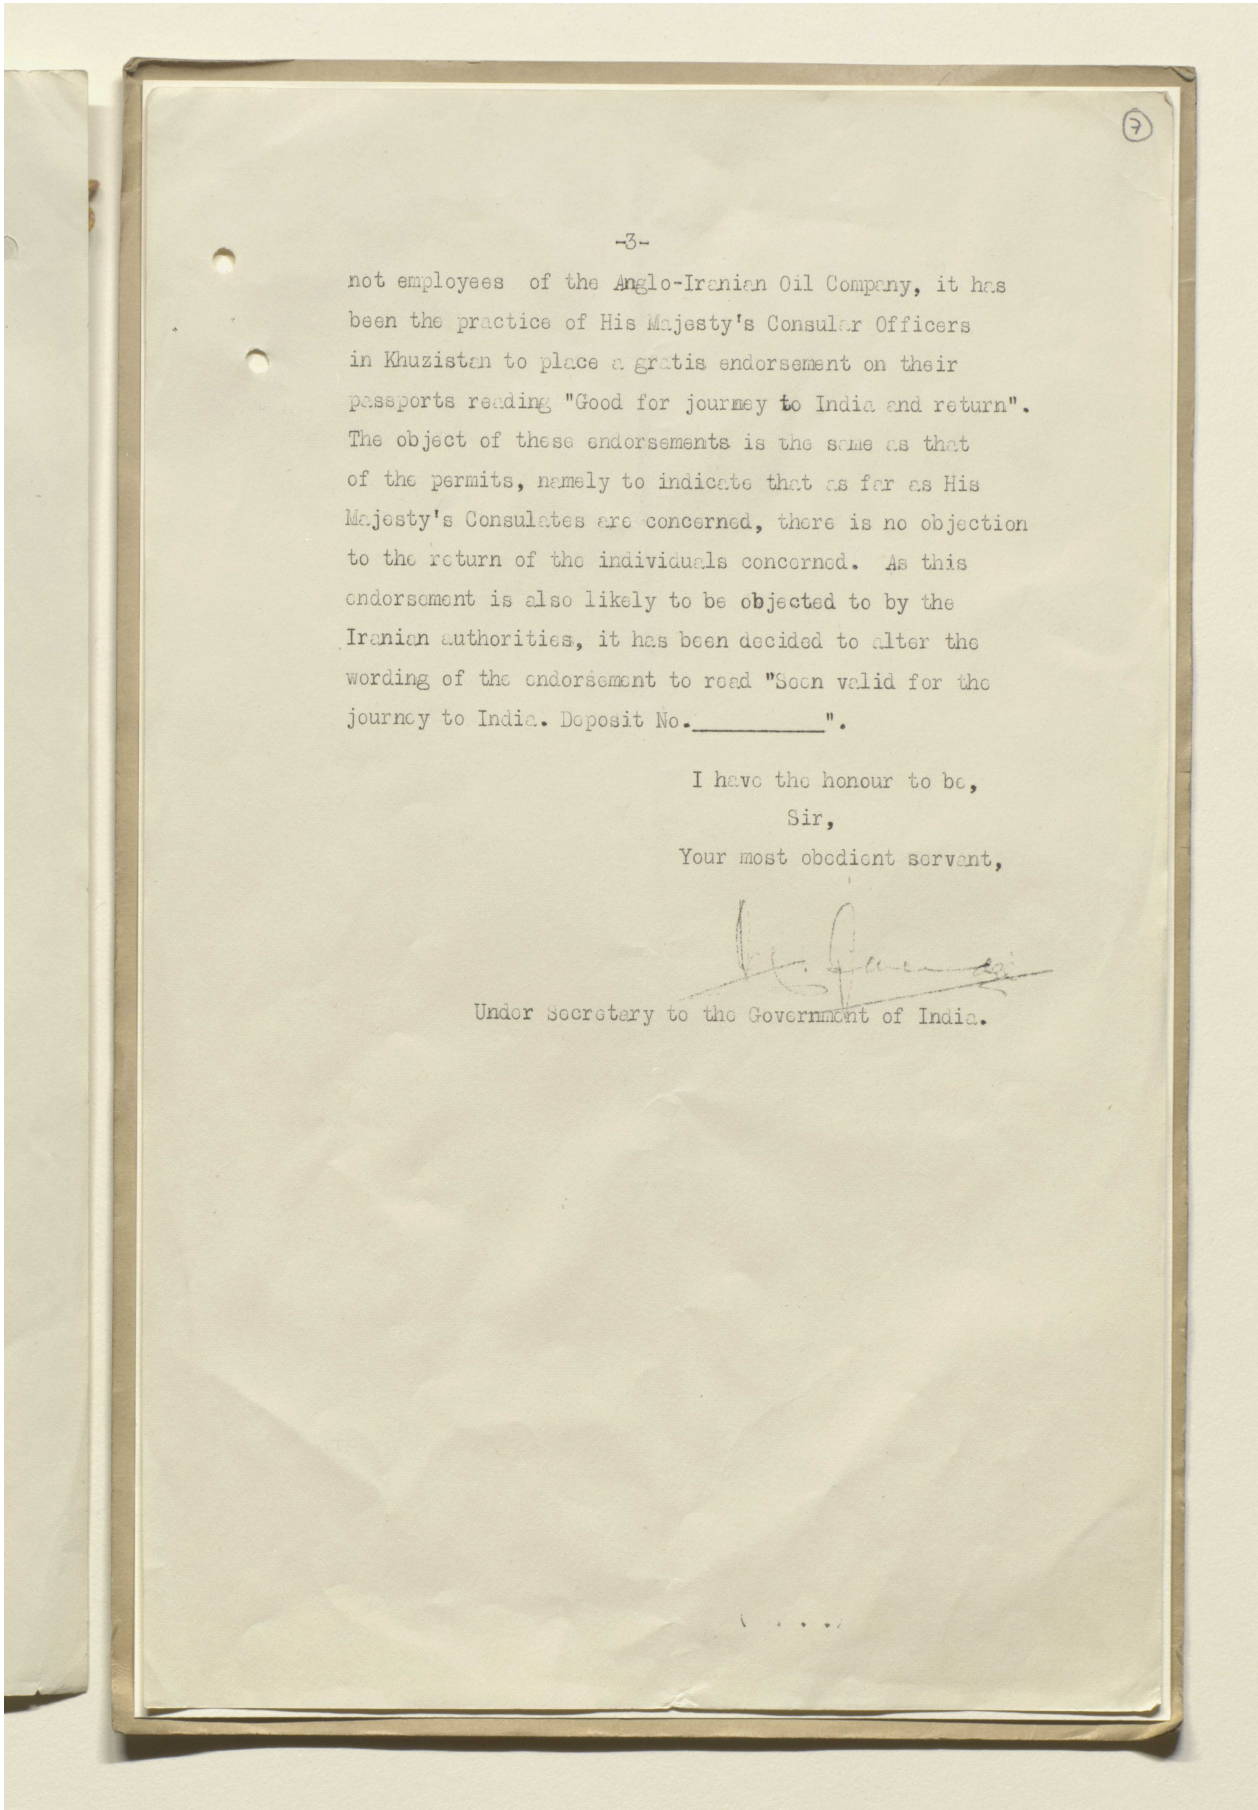 7
-3-
not employees of the Anglo-Iranian Oil Company, it has
been the practice of His Majesty's Consular Officers
in Khuzistan to place a gratis endorsement on their
passports reading "Good for journey to India and return".
The object of these endorsements is the same as that
of the permits, namely to indicate that as far as His
Majesty's Consulates are concerned, there is no objection
to the return of the individuals concerned. As this
endorsement is also likely to be objected to by the
Iranian authorities, it has been decided to alter the
wording of the endorsement to read "Seen valid for the
journey to India. Deposit No.__________".
I have the honour to be,
Sir,
Your most obedient servant,
Under Secretary to the Government of India.